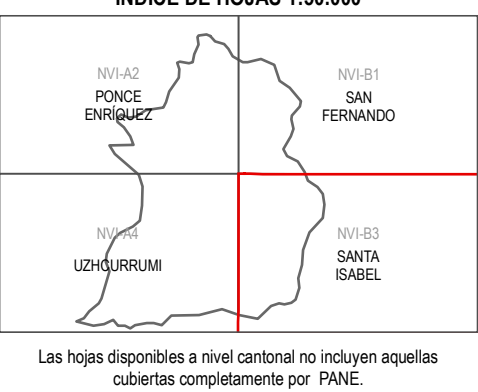 ÍNDICE DE HOJAS 1:50.000
NVI-A2
PONCE
ENRÍQUEZ
NVI-B1
SAN
FERNANDO
NVI-A4
UZHCURRUMI
NVI-B3
SANTA
ISABEL
Las hojas disponibles a nivel cantonal no incluyen aquellas
cubiertas completamente por PANE.